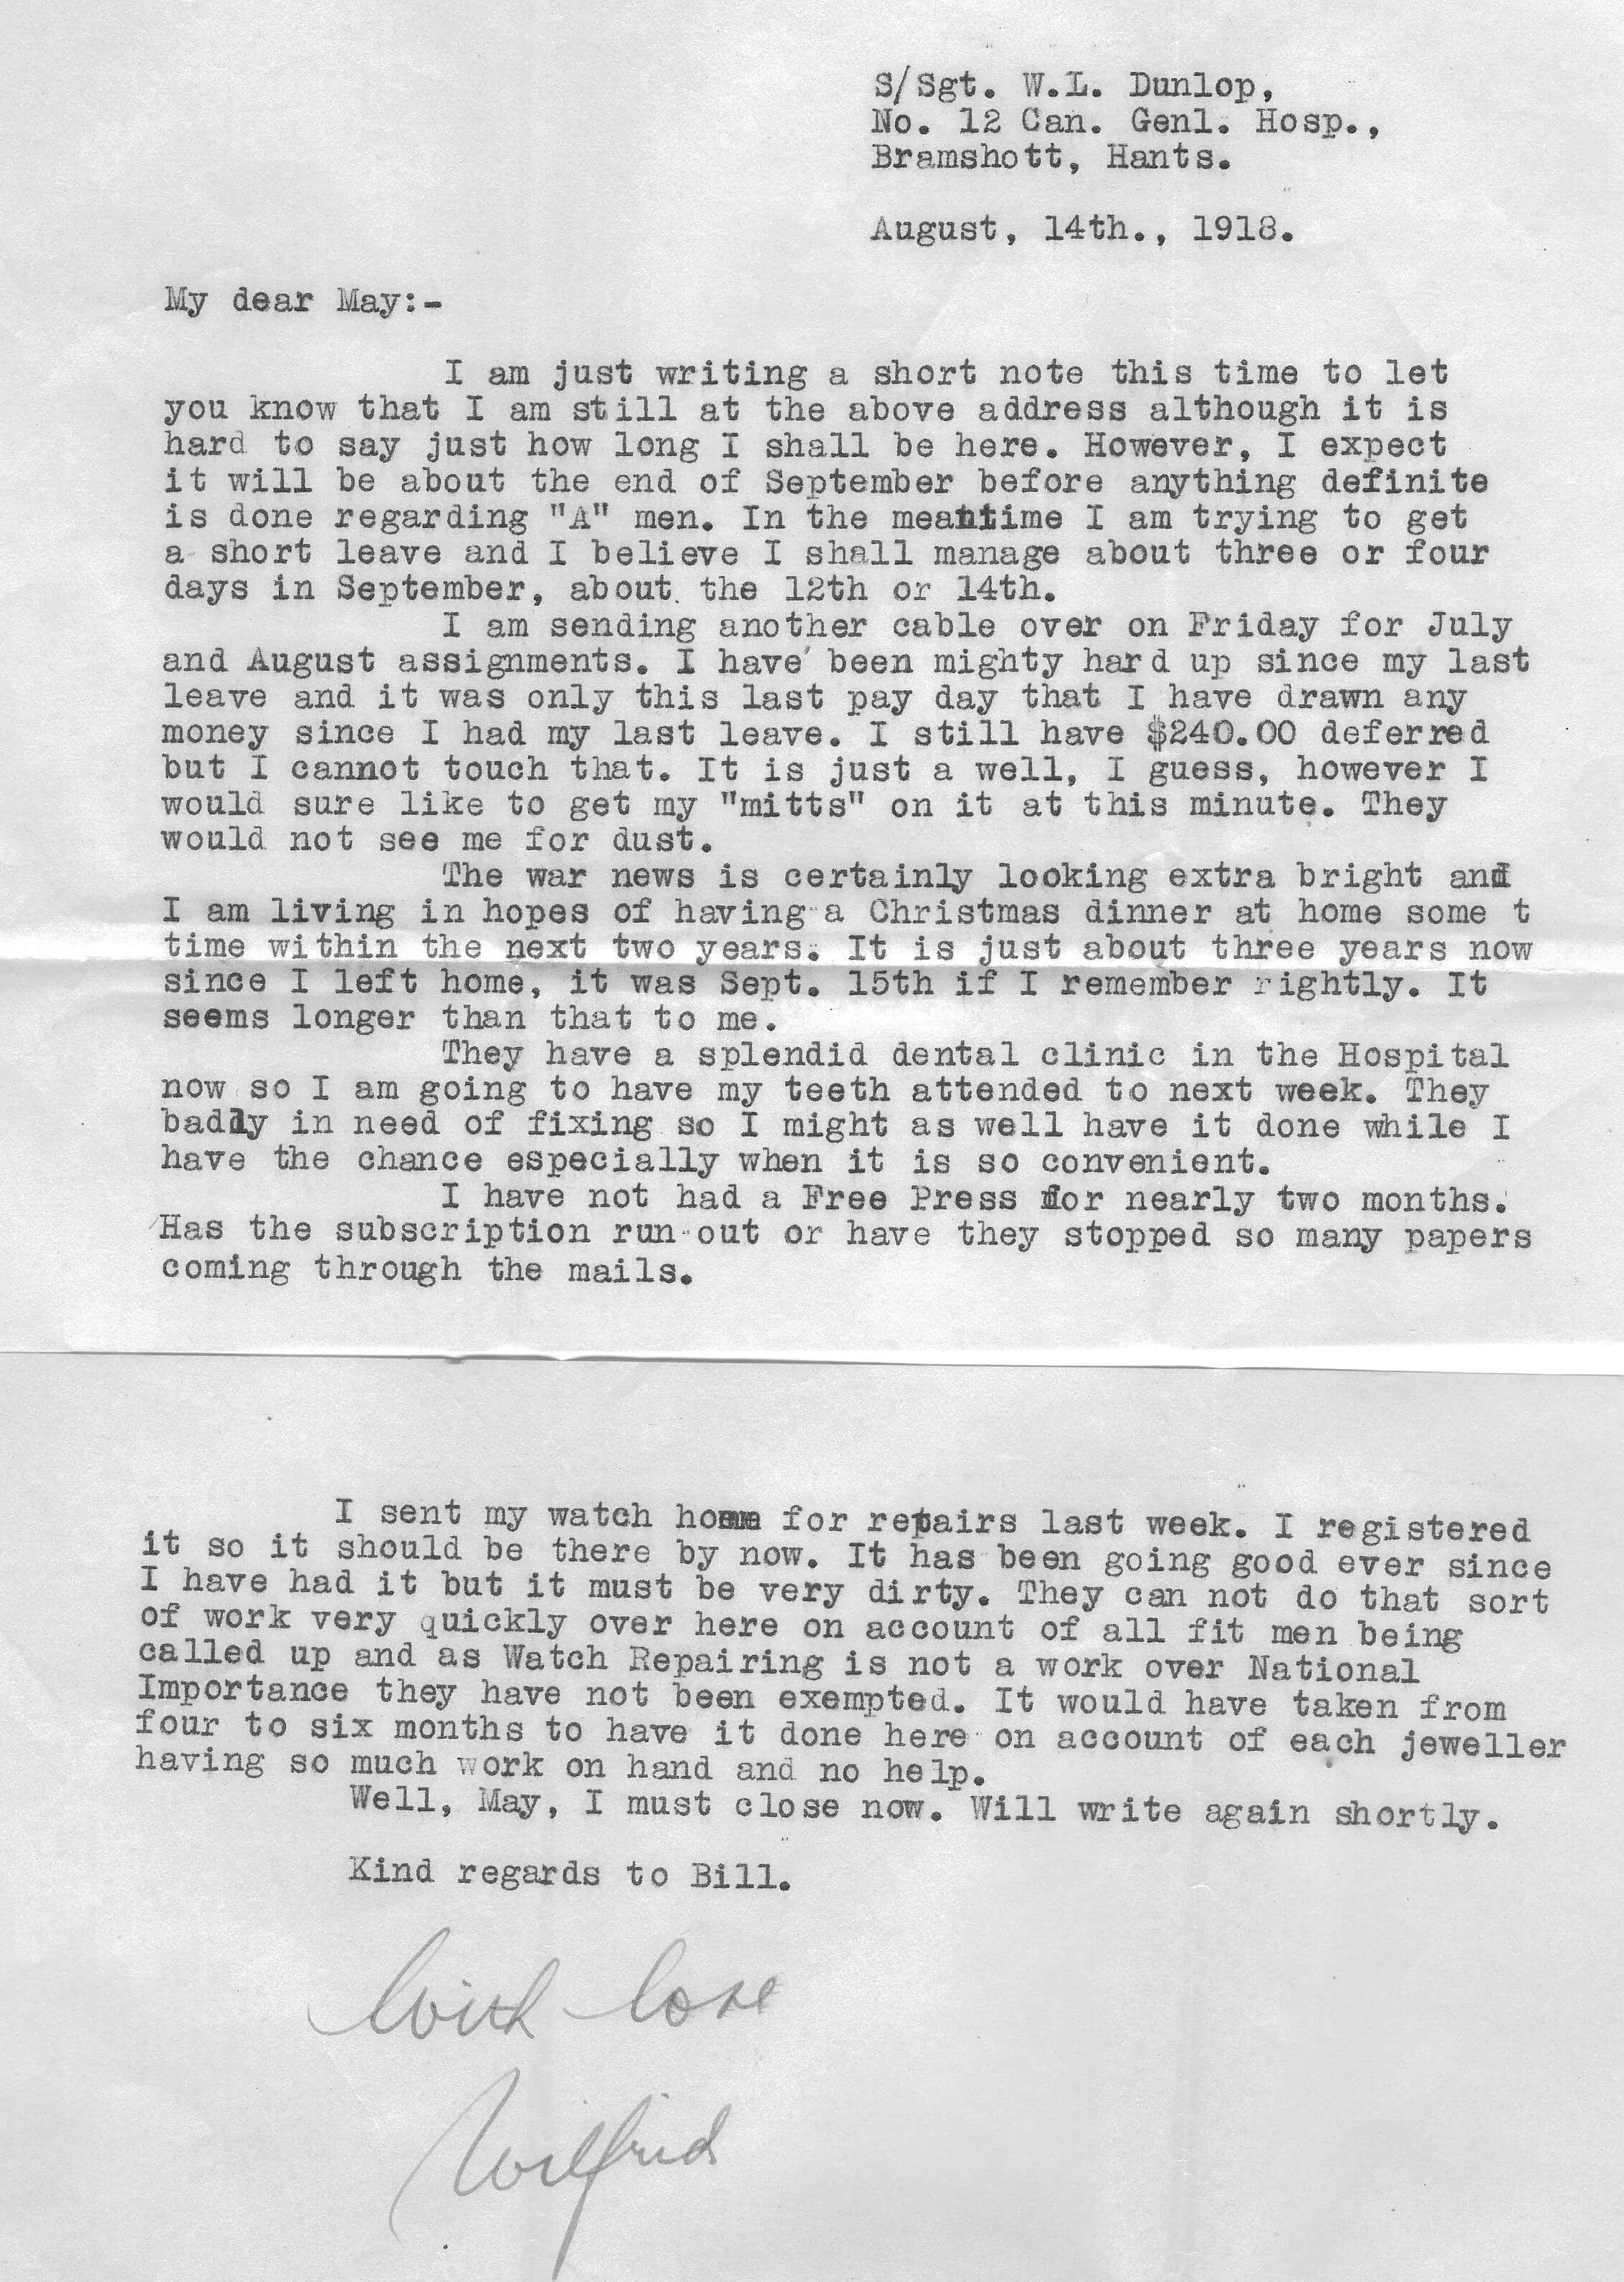 S/Sgt. W.L. Dunlop,
No. 12 Can. Genl. Hosp.,
Bramshott, Hants.
August, 14th., 1918.
My dear May:-
I am just writing a short note this time to let
you know that I am still at the above address although it is
hard to say just how long I shall be here. However, I expect
it will be about the end of September before anything definite
is done regarding "A" men. In the meantime I am trying to get
a short leave and I believe I shall manage about three or four
days in September, about the 12th or 14th.
I am sending another cable over on Friday for July
and August assignments. I have been mighty hard up since my last
leave and it was only this last pay day that I have drawn any
money since I had my last leave. I still have $240.00 deferred
but I cannot touch that. It is just a well, I guess, however I
would sure like to get my "mitts" on it at this minute. They
would not see me for dust.
The war news is certainly looking extra bright and
I am living in hopes of having a Christmas dinner at home some t
time within the next two years. It is just about three years now
since I left home, it was Sept. 15th if I remember rightly. It
seems longer than that to me.
They have a splendid dental clinic in the Hospital
now so I am going to have my teeth attended to next week. They
badly in need of fixing so I might as well have it done while I
have the chance especially when it is so convenient.
I have not had a Free Press for nearly two months.
Has the subscription run out or have they stopped so many papers
coming through the mails.
I sent my watch home for repairs last week. I registered
it so it should be there by now. It has been going good ever since
I have had it but it must be very dirty. They can not do that sort
of work very quickly over here on account of all fit men being
called up and as Watch Repairing is not a work over National
Importance they have not been exempted. It would have taken from
four to six months to have it done here on account of each jeweller
having so much work on hand and no help.
Well, May, I must close now. Will write again shortly.
Kind regards to Bill.
With love
Wilfrid